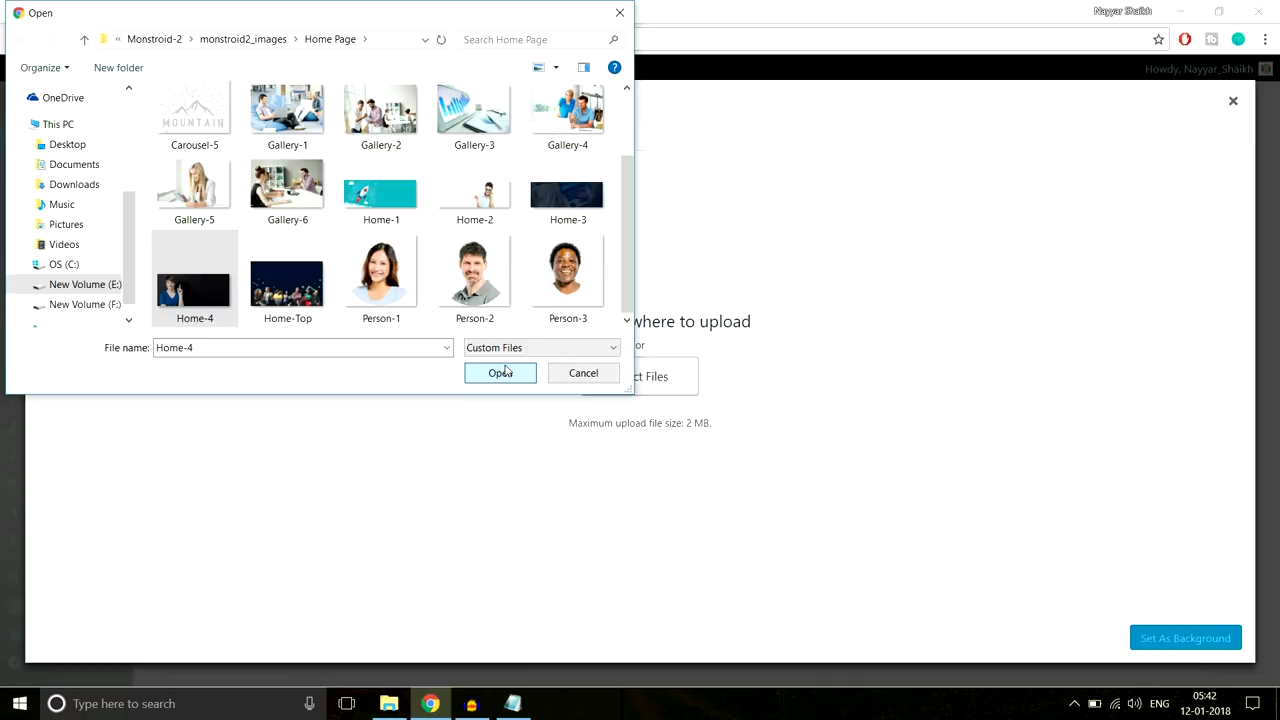 Open
Nayyar Shaikh
« Monstroid-2 > monstroid2_images > Home Page >
Search Home Page
Organize
New folder
Howdy, Nayyar_Shaikh
OneDrive
This PC
Desktop
Documents
Downloads
Music
Pictures
Videos
OS (C:)
New Volume (E:)
New Volume (F:)
MOUNTAIN
Carousel-5
Gallery-1
Gallery-2
Gallery-3
Gallery-4
Gallery-5
Gallery-6
Home-1
Home-2
Home-3
Home-4
Home-Top
Person-1
Person-2
Person-3
File name:
Home-4
Custom Files
Open
Cancel
where to upload
or
ct Files
Maximum upload file size: 2 MB.
Set As Background
Type here to search
ENG
05:42
12-01-2018